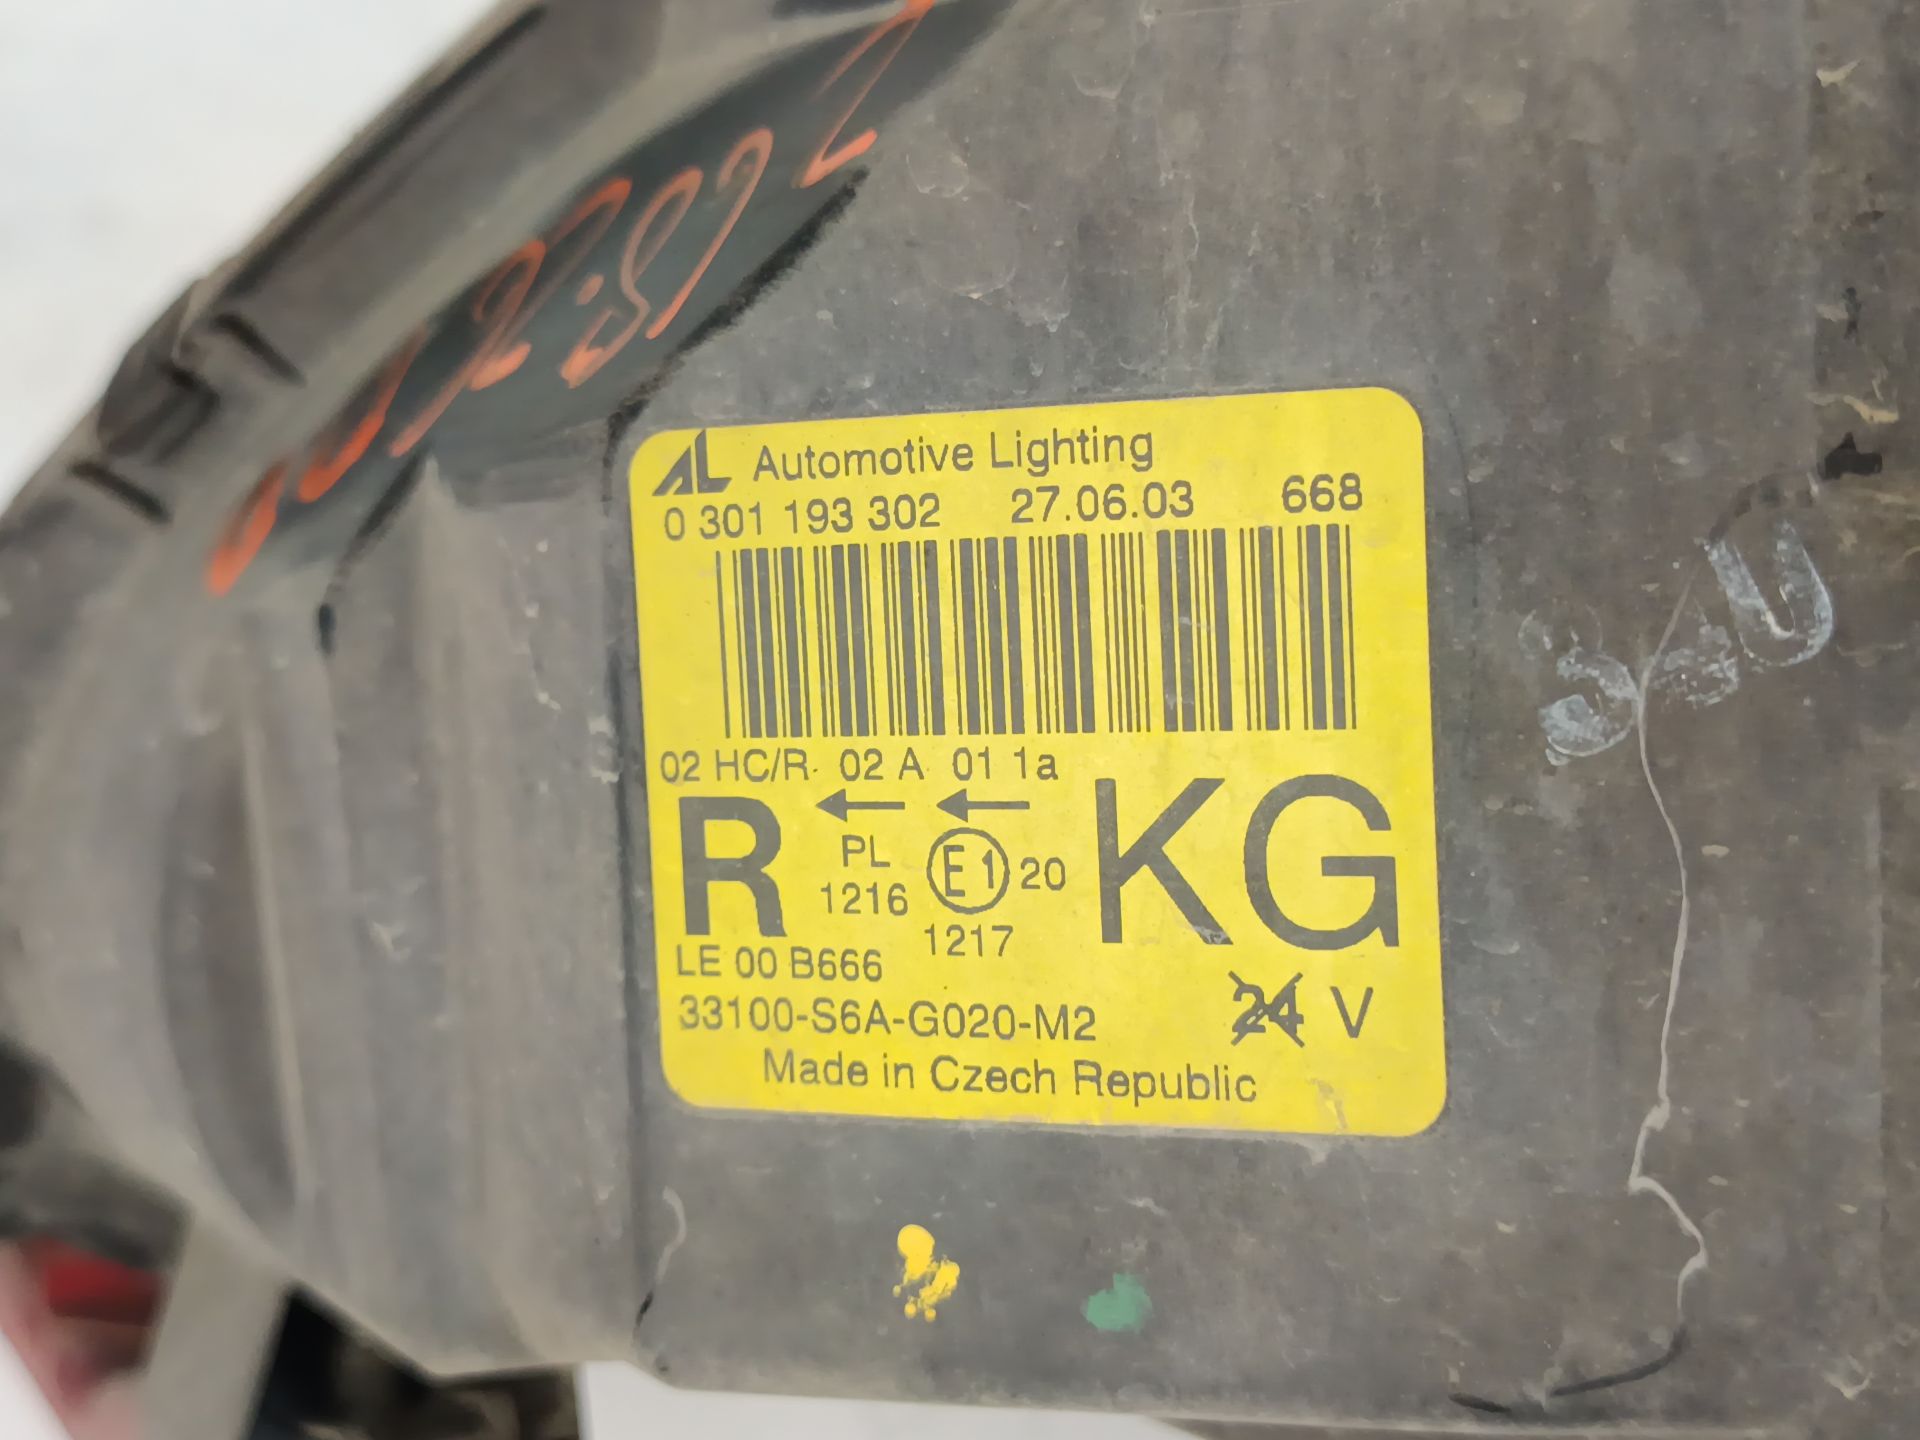 AL Automotive Lighting
0 301 193 302 27.06.03 668
02 HC/R 02 A 01 1a
R ← ← KG
PL E1 20
1216 1217
LE 00 B666
33100-S6A-G020-M2 24 V
Made in Czech Republic